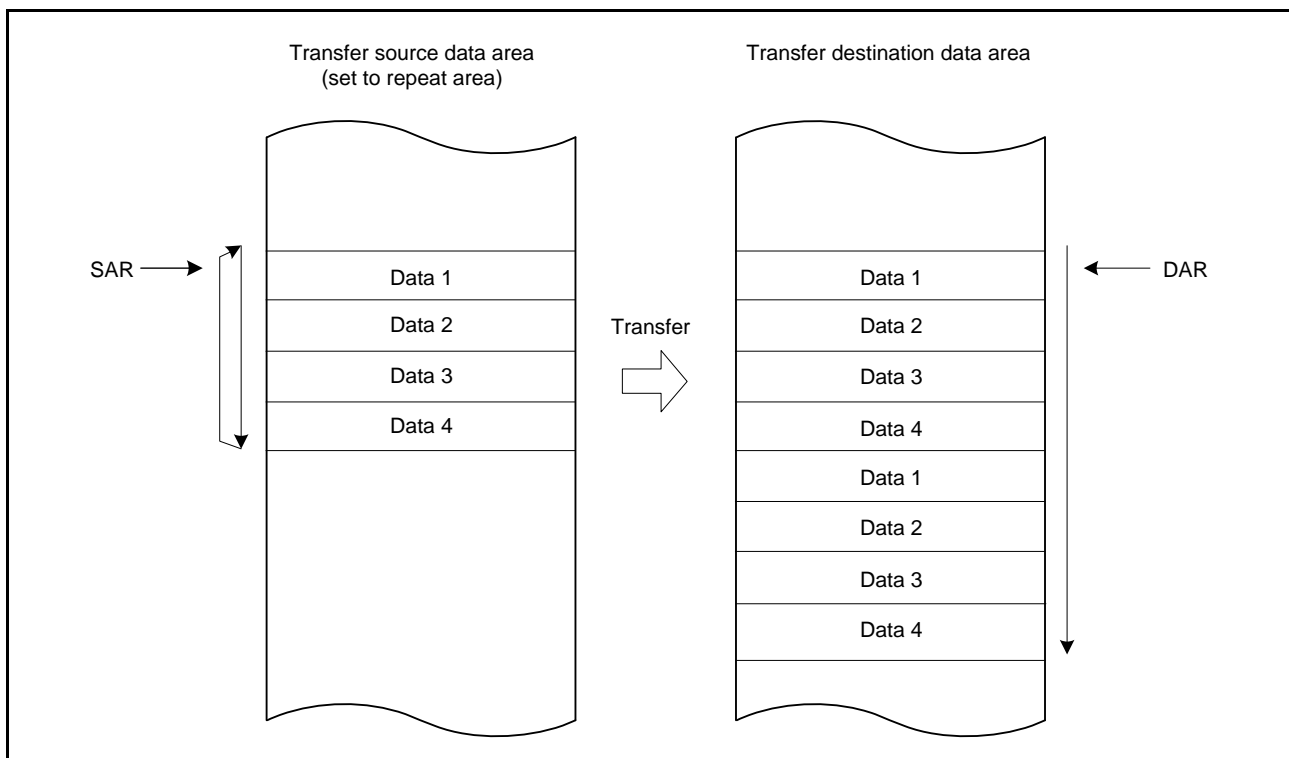 Transfer source data area
(set to repeat area)
Transfer destination data area
SAR
Data 1
Data 2
Data 3
Data 4
Transfer
Data 1
Data 2
Data 3
Data 4
Data 1
Data 2
Data 3
Data 4
DAR